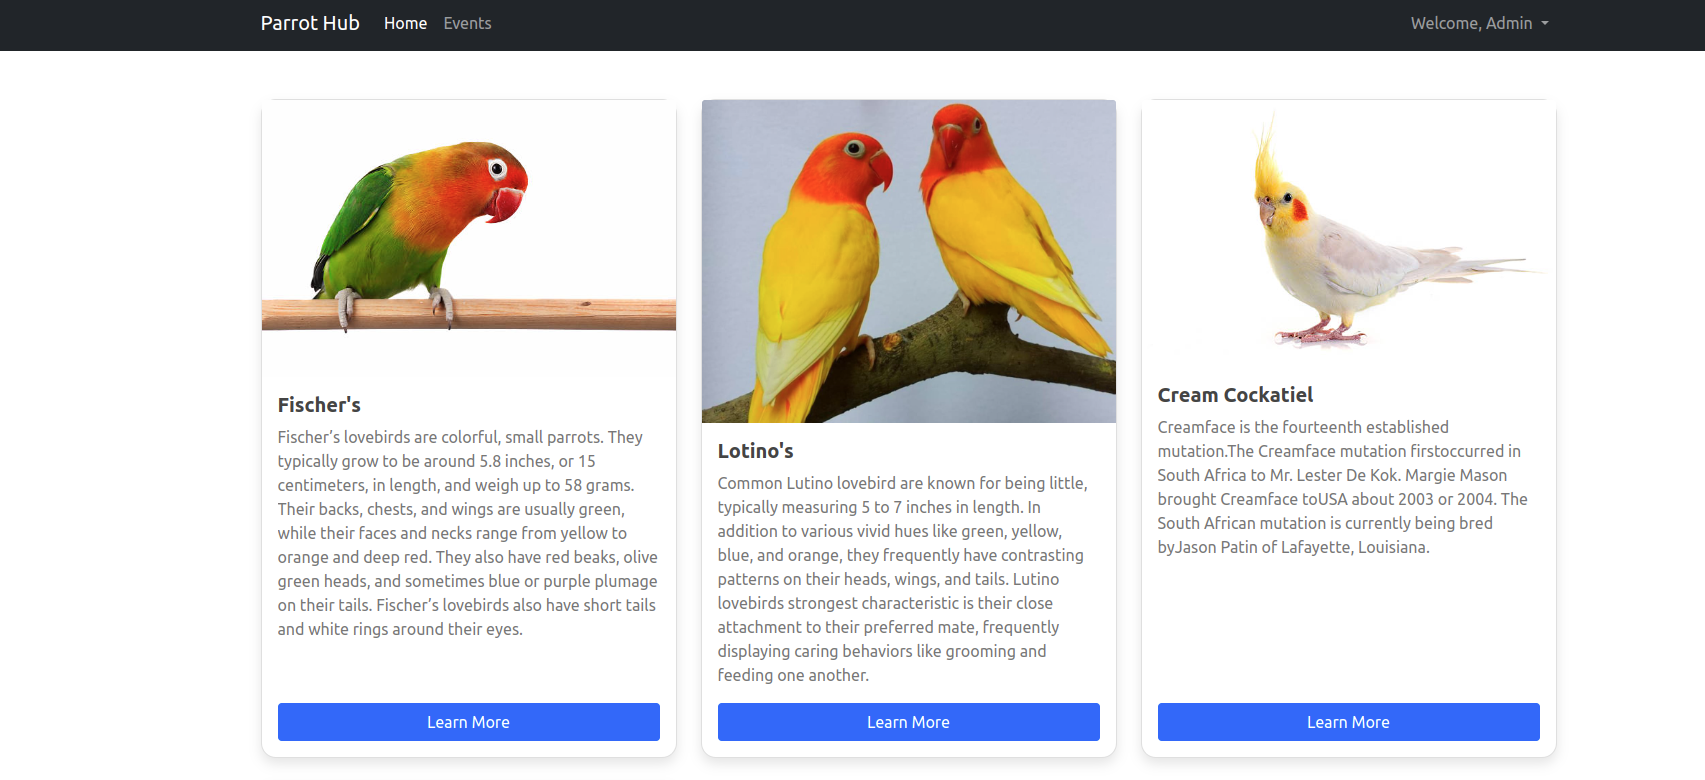 Parrot Hub Home Events Welcome, Admin
Fischer's
Fischer’s lovebirds are colorful, small parrots. They
typically grow to be around 5.8 inches, or 15
centimeters, in length, and weigh up to 58 grams.
Their backs, chests, and wings are usually green,
while their faces and necks range from yellow to
orange and deep red. They also have red beaks, olive
green heads, and sometimes blue or purple plumage
on their tails. Fischer’s lovebirds also have short tails
and white rings around their eyes.
Learn More
Lotino's
Common Lutino lovebird are known for being little,
typically measuring 5 to 7 inches in length. In
addition to various vivid hues like green, yellow,
blue, and orange, they frequently have contrasting
patterns on their heads, wings, and tails. Lutino
lovebirds strongest characteristic is their close
attachment to their preferred mate, frequently
displaying caring behaviors like grooming and
feeding one another.
Learn More
Cream Cockatiel
Creamface is the fourteenth established
mutation.The Creamface mutation firstoccurred in
South Africa to Mr. Lester De Kok. Margie Mason
brought Creamface toUSA about 2003 or 2004. The
South African mutation is currently being bred
byJason Patin of Lafayette, Louisiana.
Learn More